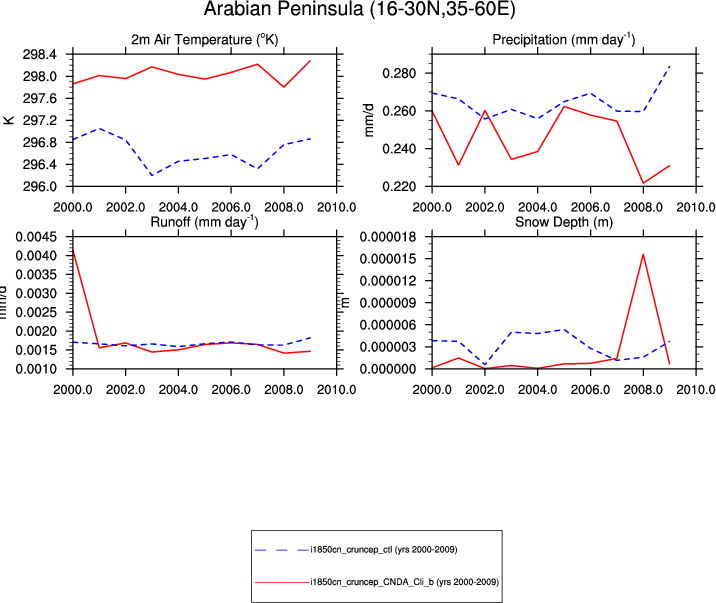 Arabian Peninsula (16-30N,35-60E)
2m Air Temperature (°K)
298.4
298.0
297.6
297.2
296.8
296.4
296.0
K
2000.0 2002.0 2004.0 2006.0 2008.0 2010.0
Precipitation (mm day⁻¹)
0.280
0.260
0.240
0.220
mm/d
2000.0 2002.0 2004.0 2006.0 2008.0 2010.0
Runoff (mm day⁻¹)
0.0045
0.0040
0.0035
0.0030
0.0025
0.0020
0.0015
0.0010
mm/d
2000.0 2002.0 2004.0 2006.0 2008.0 2010.0
Snow Depth (m)
0.000018
0.000015
0.000009
0.000006
0.000003
0.000000
m
2000.0 2002.0 2004.0 2006.0 2008.0 2010.0
i1850cn_cruncep_ctl (yrs 2000-2009)
i1850cn_cruncep_CNDA_Cli_b (yrs 2000-2009)